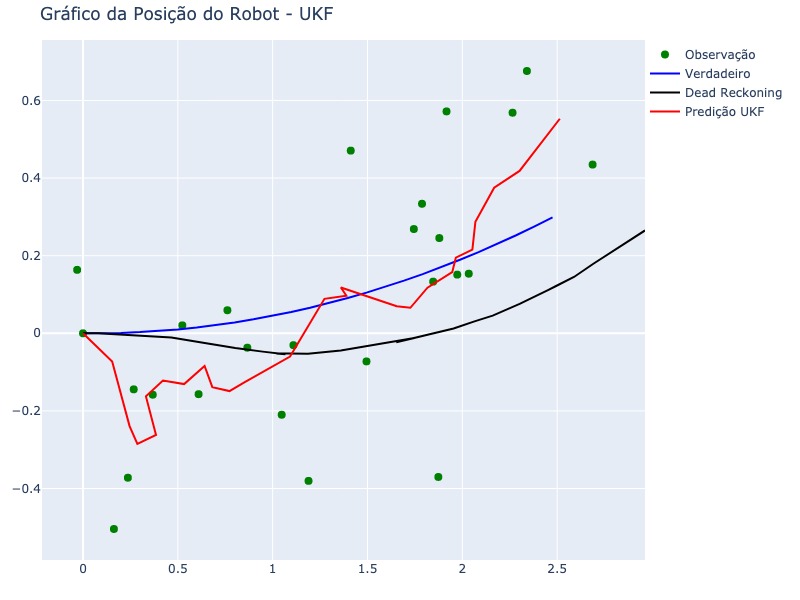 Gráfico da Posição do Robot - UKF
Observação
Verdadeiro
Dead Reckoning
Predição UKF
0.6
0.4
0.2
0
−0.2
−0.4
0 0.5 1 1.5 2 2.5